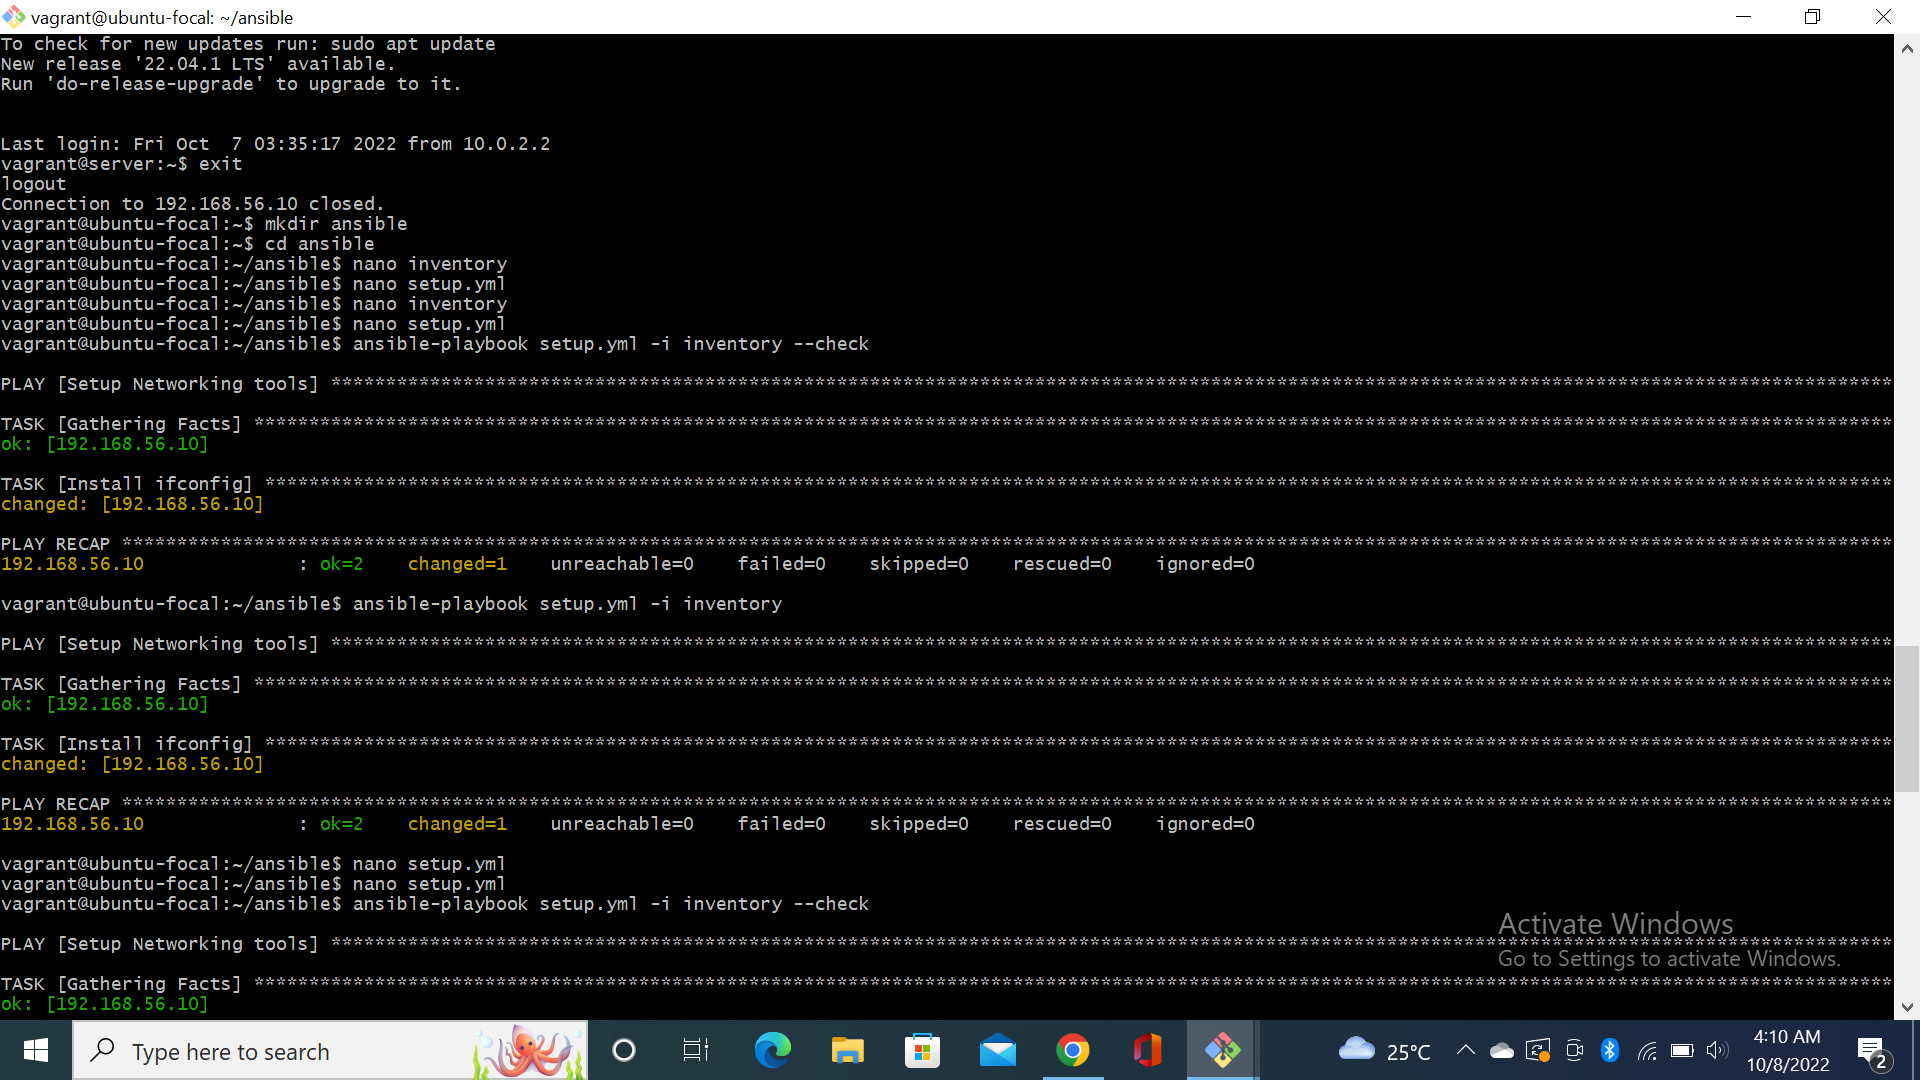 vagrant@ubuntu-focal: ~/ansible
To check for new updates run: sudo apt update
New release '22.04.1 LTS' available.
Run 'do-release-upgrade' to upgrade to it.
Last login: Fri Oct  7 03:35:17 2022 from 10.0.2.2
vagrant@server:~$ exit
logout
Connection to 192.168.56.10 closed.
vagrant@ubuntu-focal:~$ mkdir ansible
vagrant@ubuntu-focal:~$ cd ansible
vagrant@ubuntu-focal:~/ansible$ nano inventory
vagrant@ubuntu-focal:~/ansible$ nano setup.yml
vagrant@ubuntu-focal:~/ansible$ nano inventory
vagrant@ubuntu-focal:~/ansible$ nano setup.yml
vagrant@ubuntu-focal:~/ansible$ ansible-playbook setup.yml -i inventory --check
PLAY [Setup Networking tools] **********************************************************************************************************************************************
TASK [Gathering Facts] *****************************************************************************************************************************************************
ok: [192.168.56.10]
TASK [Install ifconfig] ****************************************************************************************************************************************************
changed: [192.168.56.10]
PLAY RECAP *****************************************************************************************************************************************************************
192.168.56.10              : ok=2    changed=1    unreachable=0    failed=0    skipped=0    rescued=0    ignored=0
vagrant@ubuntu-focal:~/ansible$ ansible-playbook setup.yml -i inventory
PLAY [Setup Networking tools] **********************************************************************************************************************************************
TASK [Gathering Facts] *****************************************************************************************************************************************************
ok: [192.168.56.10]
TASK [Install ifconfig] ****************************************************************************************************************************************************
changed: [192.168.56.10]
PLAY RECAP *****************************************************************************************************************************************************************
192.168.56.10              : ok=2    changed=1    unreachable=0    failed=0    skipped=0    rescued=0    ignored=0
vagrant@ubuntu-focal:~/ansible$ nano setup.yml
vagrant@ubuntu-focal:~/ansible$ nano setup.yml
vagrant@ubuntu-focal:~/ansible$ ansible-playbook setup.yml -i inventory --check
PLAY [Setup Networking tools] **********************************************************************************************************************************************
TASK [Gathering Facts] *****************************************************************************************************************************************************
ok: [192.168.56.10]
Activate Windows
Go to Settings to activate Windows.
Type here to search
25°C
4:10 AM
10/8/2022
2